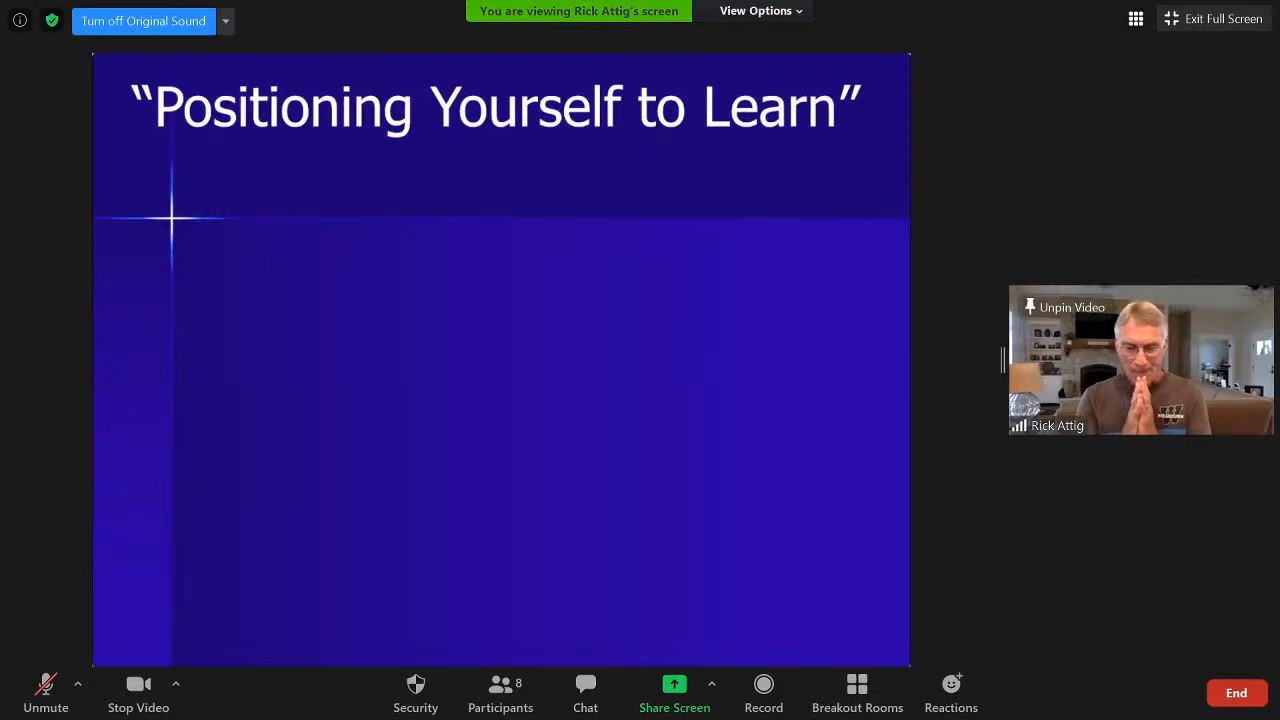 Turn off Original Sound
You are viewing Rick Attig's screen
View Options
Exit Full Screen
“Positioning Yourself to Learn”
Unpin Video
W
Rick Attig
8
Unmute
Stop Video
Security
Participants
Chat
Share Screen
Record
Breakout Rooms
Reactions
End